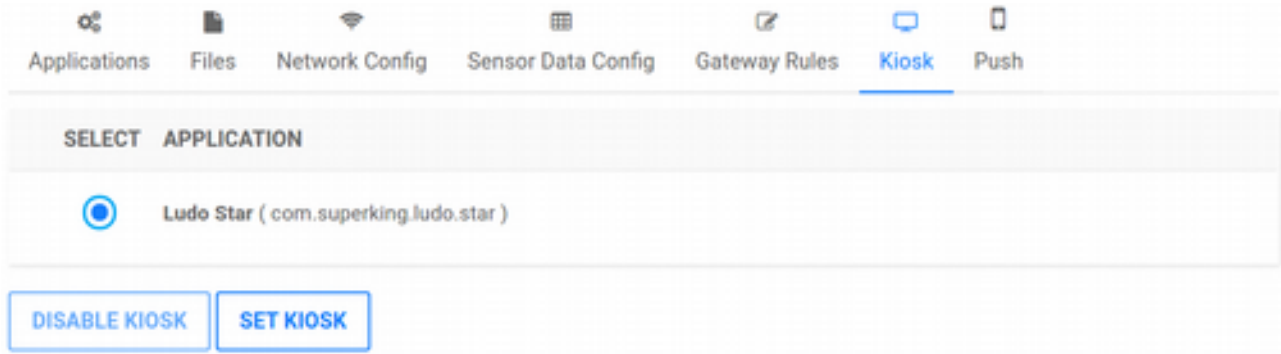 Applications Files Network Config Sensor Data Config Gateway Rules Kiosk Push
SELECT APPLICATION
Ludo Star ( com.superking.ludo.star )
DISABLE KIOSK SET KIOSK